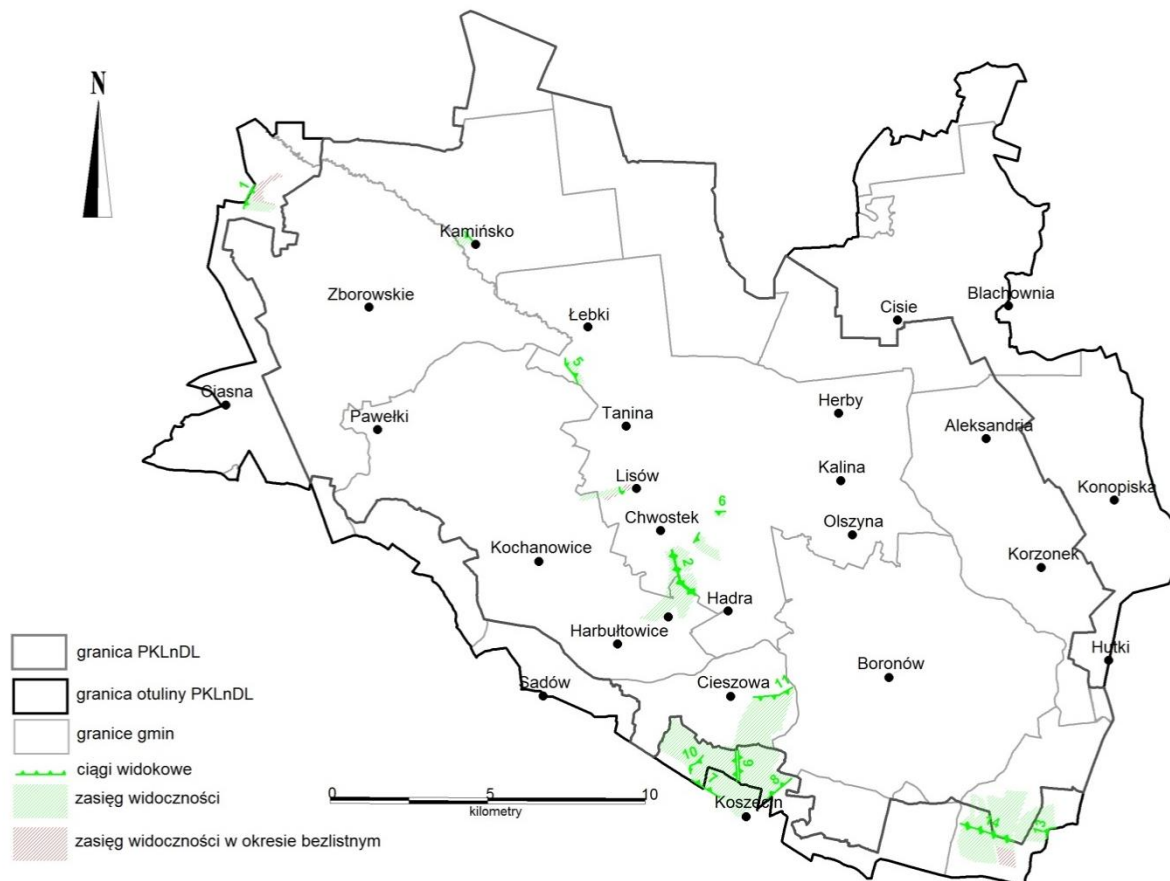 N
1
Kamińsko
Zborowskie
Łebki
Cisie
Blachownia
5
Ciasna
Pawełki
Tanina
Herby
Aleksandria
Lisów
Kalina
Konopiska
6
Chwostek
Olszyna
Kochanowice
2
Korzonek
Hadra
Harbułtowice
Hutki
Boronów
Sadów
Cieszowa
11
10
9
7
8
Koszęcin
14
13
granica PKLnDL
granica otuliny PKLnDL
granice gmin
ciągi widokowe
zasięg widoczności
zasięg widoczności w okresie bezlistnym
0 5 10
kilometry